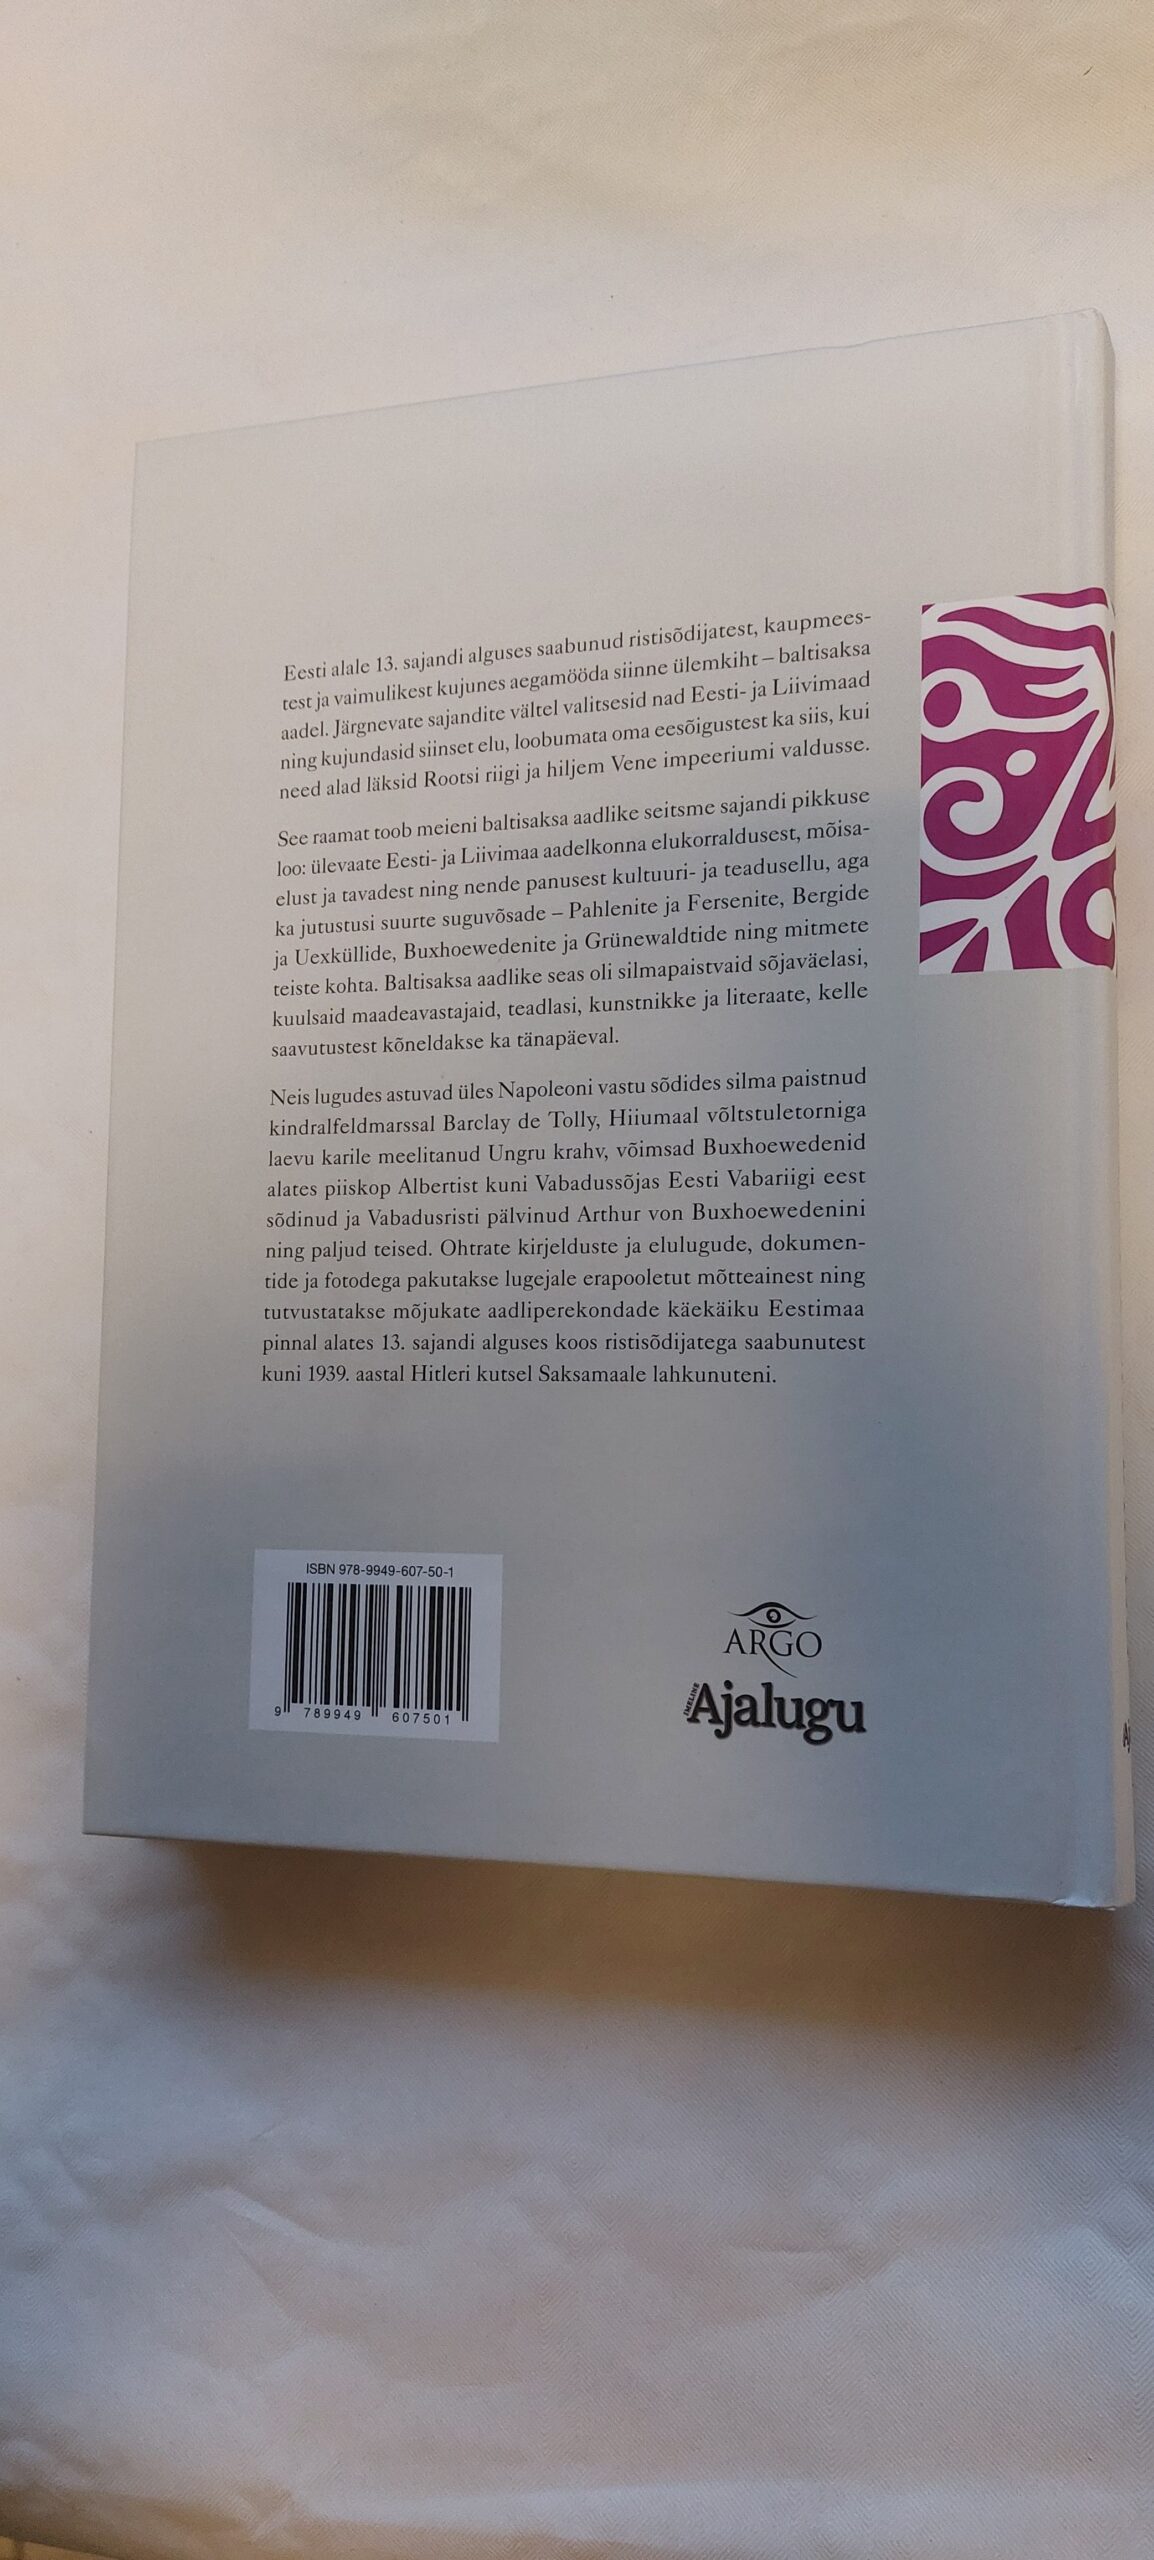 Eesti alale 13. sajandi alguses saabunud ristisõdijatest, kaupmees-
test ja vaimulikest kujunes aegamööda siinne ülemkiht – baltisaksa
aadel. Järgnevate sajandite vältel valitsesid nad Eesti- ja Liivimaad
ning kujundasid siinset elu, loobumata oma eesõigustest ka siis, kui
need alad läksid Rootsi riigi ja hiljem Vene impeeriumi valdusse.
See raamat toob meieni baltisaksa aadlike seitsme sajandi pikkuse
loo: ülevaate Eesti- ja Liivimaa aadelkonna elukorraldusest, mõisa-
elust ja tavadest ning nende panusest kultuuri- ja teadusellu, aga
ka jutustusi suurte suguvõsade – Pahlenite ja Fersenite, Bergide
ja Uexküllide, Buxhoewedenite ja Grünewaldtide ning mitmete
teiste kohta. Baltisaksa aadlike seas oli silmapaistvaid sõjaväelasi,
kuulsaid maadeavastajaid, teadlasi, kunstnikke ja literaate, kelle
saavutustest kõneldakse ka tänapäeval.
Neis lugudes astuvad üles Napoleoni vastu sõdides silma paistnud
kindralfeldmarssal Barclay de Tolly, Hiiumaal võltstuletorniga
laevu karile meelitanud Ungru krahv, võimsad Buxhoewedenid
alates piiskop Albertist kuni Vabadussõjas Eesti Vabariigi eest
sõdinud ja Vabadusristi pälvinud Arthur von Buxhoewedenini
ning paljud teised. Ohtrate kirjelduste ja elulugude, dokumen-
tide ja fotodega pakutakse lugejale erapooletut mõtteainest ning
tutvustatakse mõjukate aadliperekondade käekäiku Eestimaa
pinnal alates 13. sajandi alguses koos ristisõdijatega saabunutest
kuni 1939. aastal Hitleri kutsel Saksamaale lahkunuteni.
ISBN 978-9949-607-50-1
9 789949 607501
ARGO
IMELINE Ajalugu